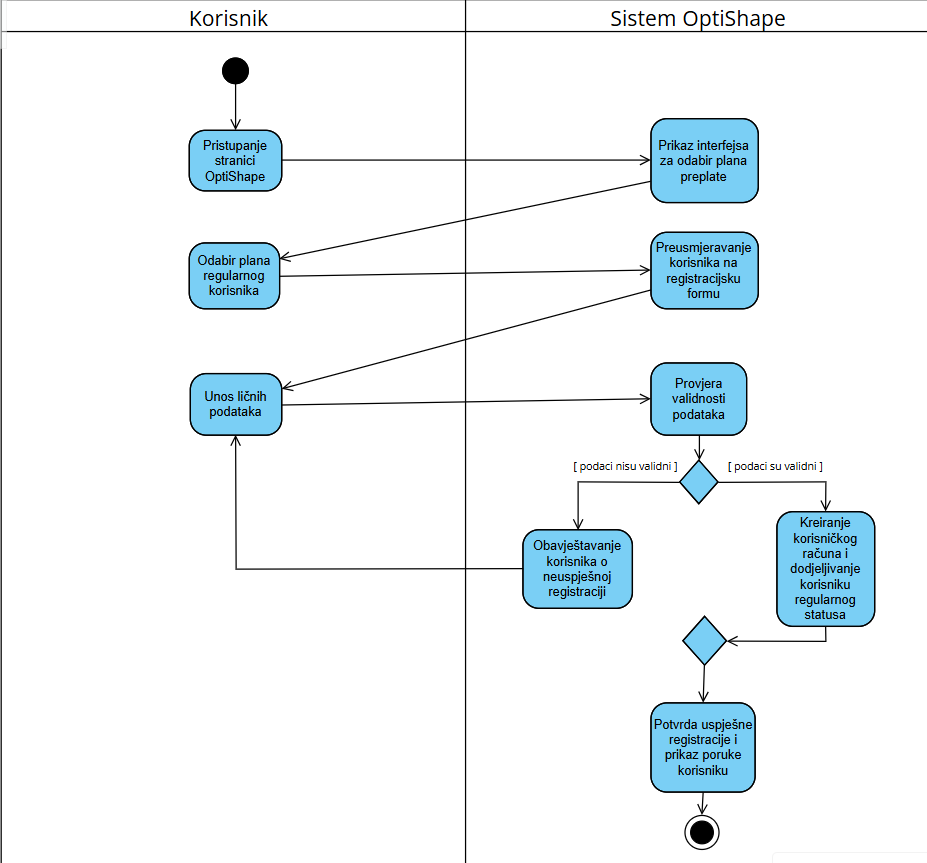 Korisnik
Sistem OptiShape
Pristupanje
stranici
OptiShape
Prikaz interfejsa
za odabir plana
preplate
Odabir plana
regularnog
korisnika
Preusmjeravanje
korisnika na
registracijsku
formu
Unos ličnih
podataka
Provjera
validnosti
podataka
[ podaci nisu validni ]
[ podaci su validni ]
Obavještavanje
korisnika o
neuspješnoj
registraciji
Kreiranje
korisničkog
računa i
dodjeljivanje
korisniku
regularnog
statusa
Potvrda uspješne
registracije i
prikaz poruke
korisniku